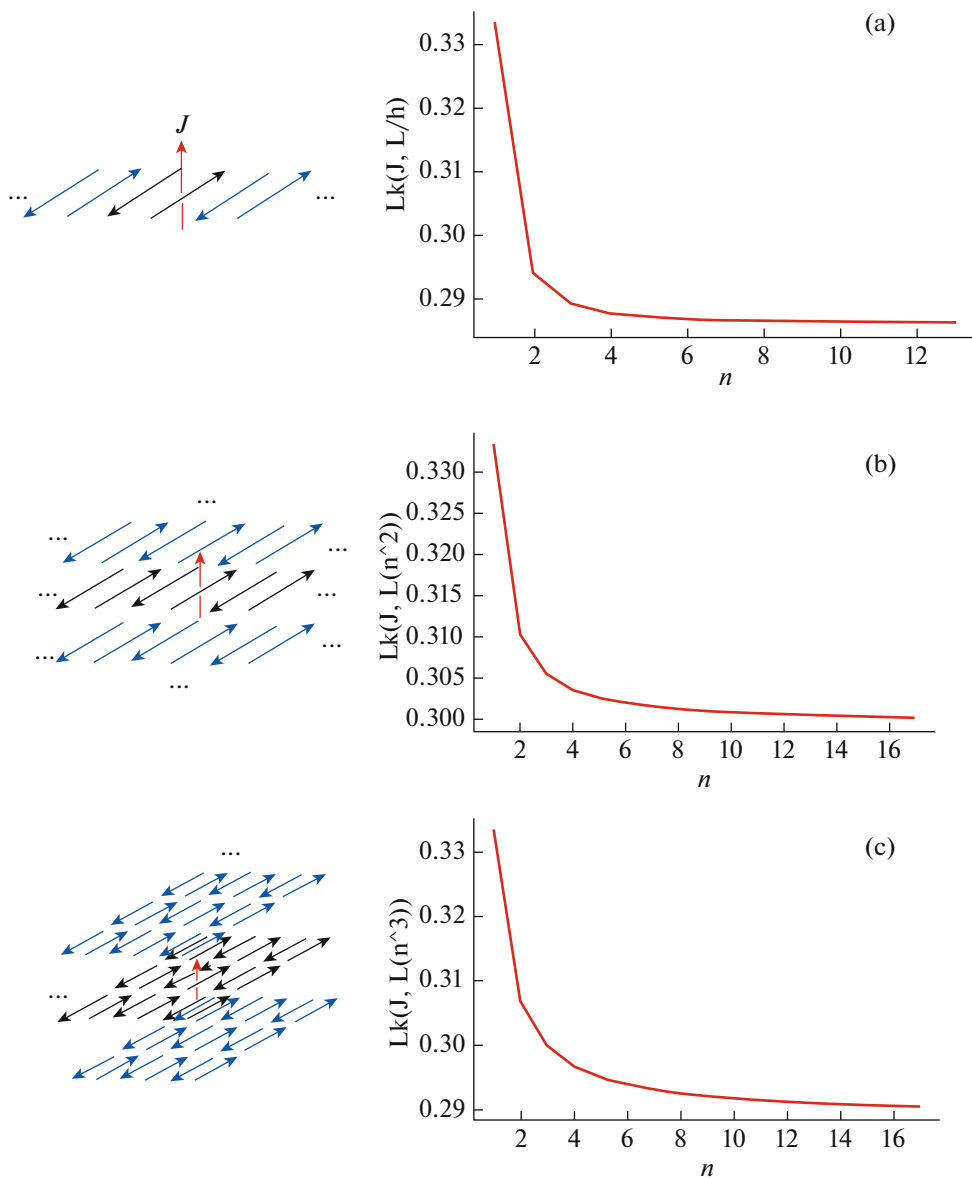 (a)
J
...
...
Lk(J, L/h)
0.33
0.32
0.31
0.30
0.29
2 4 6 8 10 12
n
(b)
...
...
...
...
...
...
...
...
Lk(J, L(n^2))
0.330
0.325
0.320
0.315
0.310
0.305
0.300
2 4 6 8 10 12 14 16
n
(c)
...
...
Lk(J, L(n^3))
0.33
0.32
0.31
0.30
0.29
2 4 6 8 10 12 14 16
n